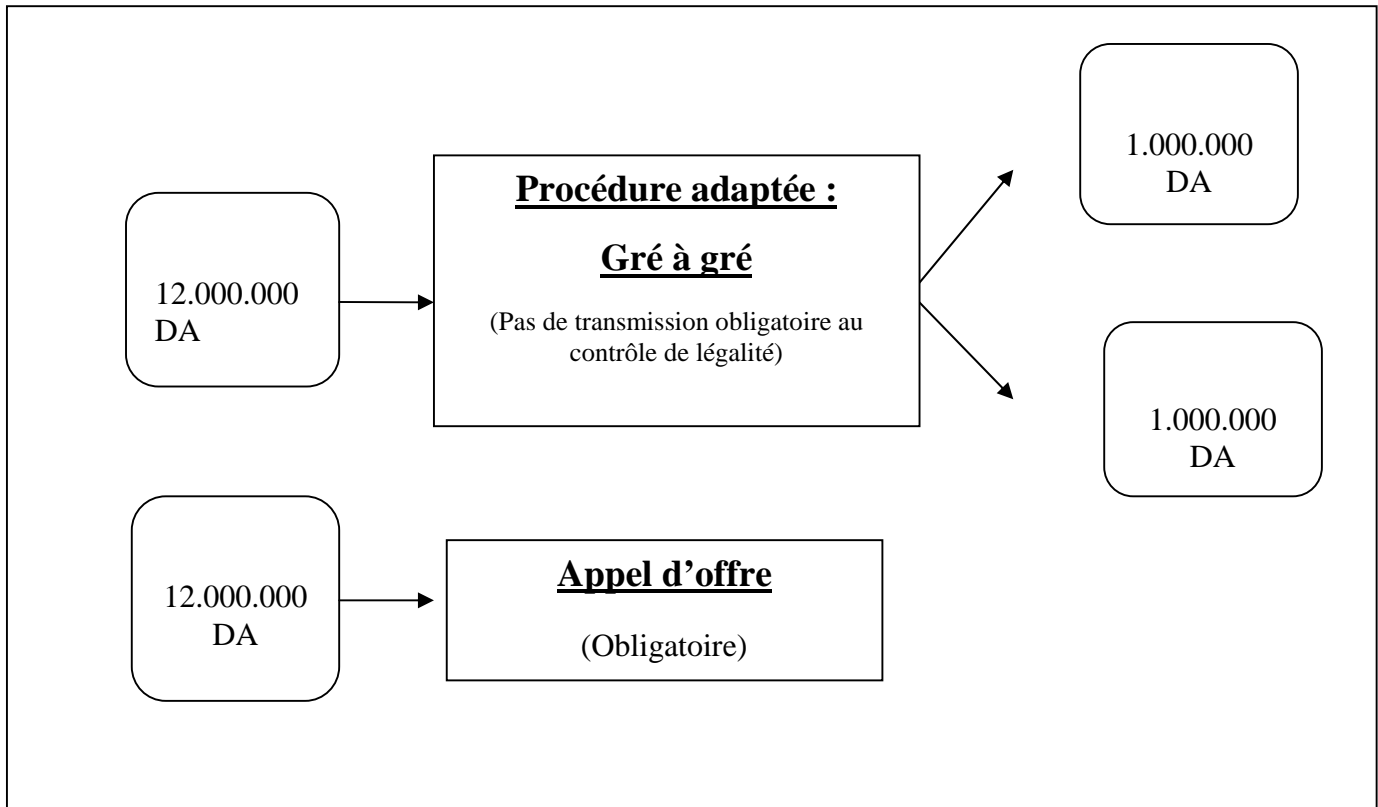 12.000.000
DA
Procédure adaptée :
Gré à gré
(Pas de transmission obligatoire au
contrôle de légalité)
1.000.000
DA
1.000.000
DA
12.000.000
DA
Appel d’offre
(Obligatoire)